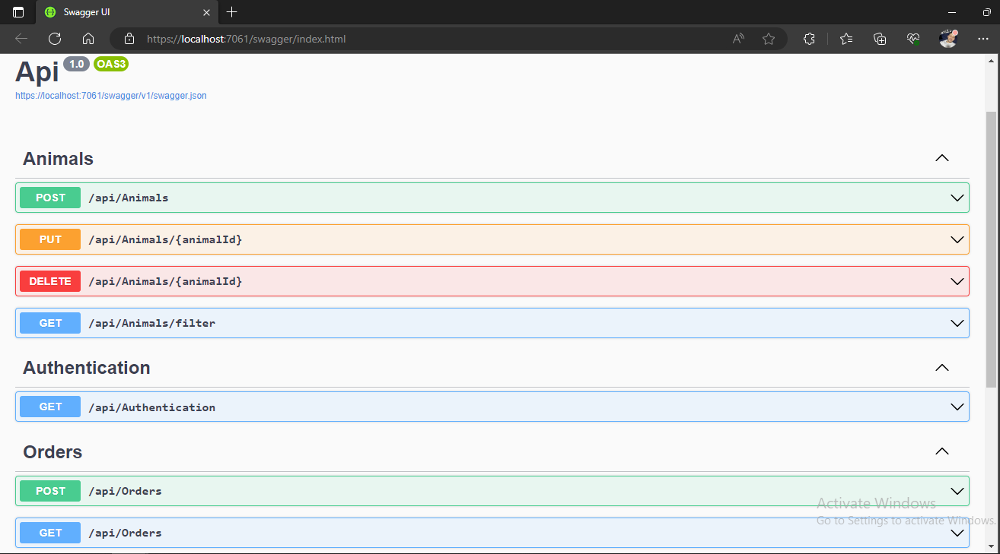 Swagger UI
https://localhost:7061/swagger/index.html
Api 1.0 OAS3
https://localhost:7061/swagger/v1/swagger.json
Animals
POST /api/Animals
PUT /api/Animals/{animalId}
DELETE /api/Animals/{animalId}
GET /api/Animals/filter
Authentication
GET /api/Authentication
Orders
POST /api/Orders
Activate Windows
Go to Settings to activate Windows.
GET /api/Orders